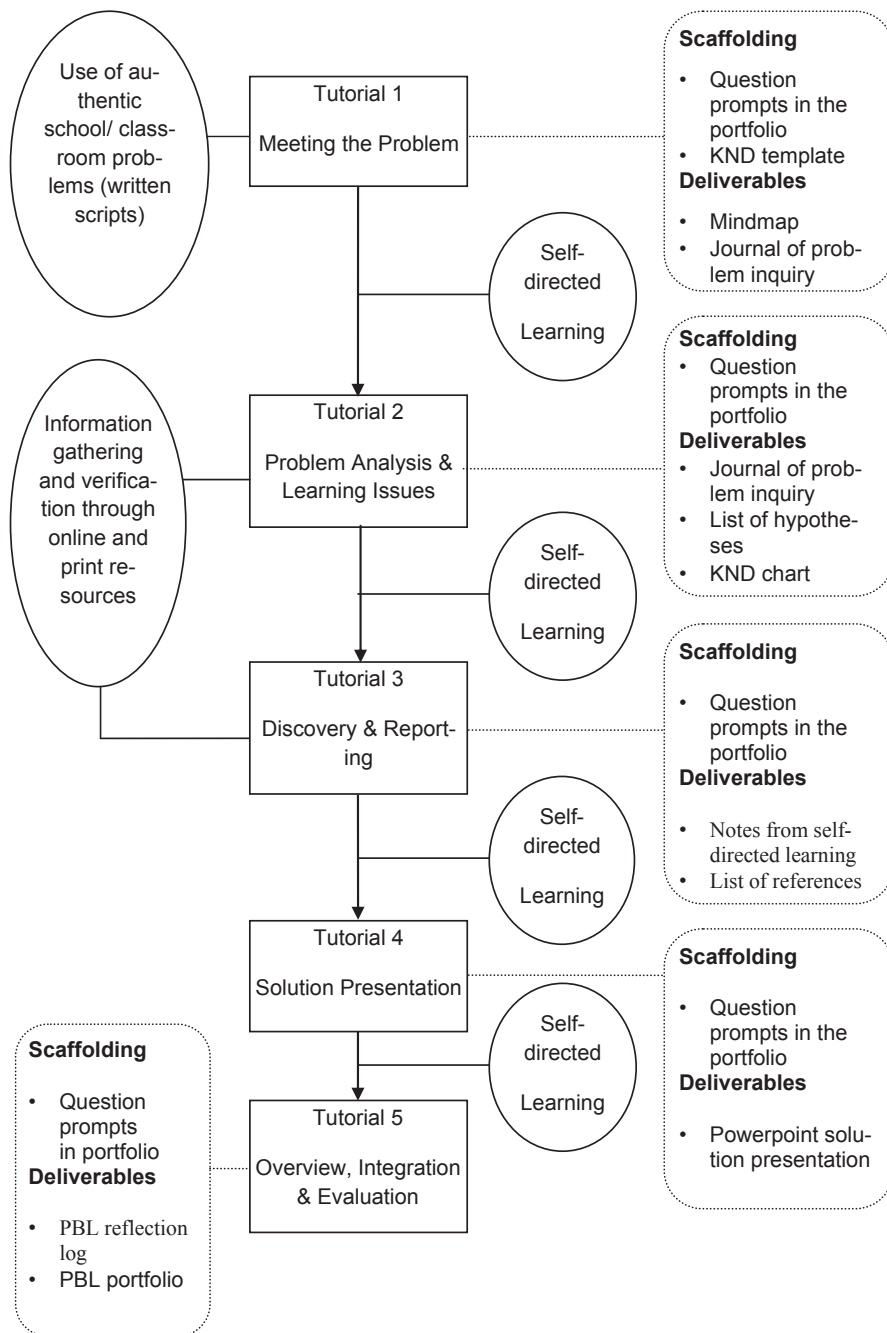 Use of au-
thentic
school/ class-
room prob-
lems (written
scripts)
Tutorial 1
Meeting the Problem
Scaffolding
• Question
prompts in the
portfolio
• KND template
Deliverables
• Mindmap
• Journal of prob-
lem inquiry
Self-
directed
Learning
Information
gathering
and verifica-
tion through
online and
print re-
sources
Tutorial 2
Problem Analysis &
Learning Issues
Scaffolding
• Question
prompts in the
portfolio
Deliverables
• Journal of prob-
lem inquiry
• List of hypothe-
ses
• KND chart
Self-
directed
Learning
Tutorial 3
Discovery & Report-
ing
Scaffolding
• Question
prompts in the
portfolio
Deliverables
• Notes from self-
directed learning
• List of references
Self-
directed
Learning
Tutorial 4
Solution Presentation
Scaffolding
• Question
prompts in the
portfolio
Deliverables
• Powerpoint solu-
tion presentation
Self-
directed
Learning
Scaffolding
• Question
prompts
in portfolio
Deliverables
• PBL reflection
log
• PBL portfolio
Tutorial 5
Overview, Integration
& Evaluation